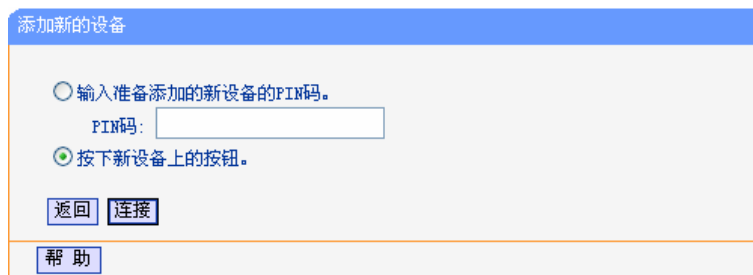 添加新的设备
输入准备添加的新设备的PIN码。
PIN码:
按下新设备上的按钮。
返回 连接
帮 助